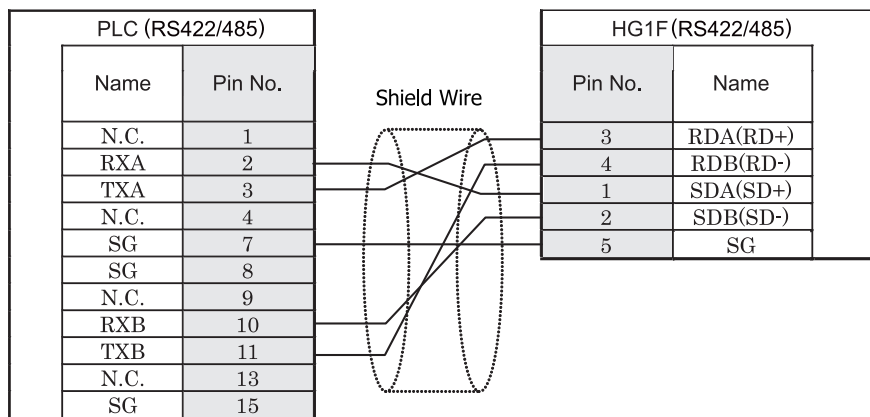 PLC (RS422/485)
Name Pin No.
N.C. 1
RXA 2
TXA 3
N.C. 4
SG 7
SG 8
N.C. 9
RXB 10
TXB 11
N.C. 13
SG 15
Shield Wire
HG1F(RS422/485)
Pin No. Name
3 RDA(RD+)
4 RDB(RD-)
1 SDA(SD+)
2 SDB(SD-)
5 SG